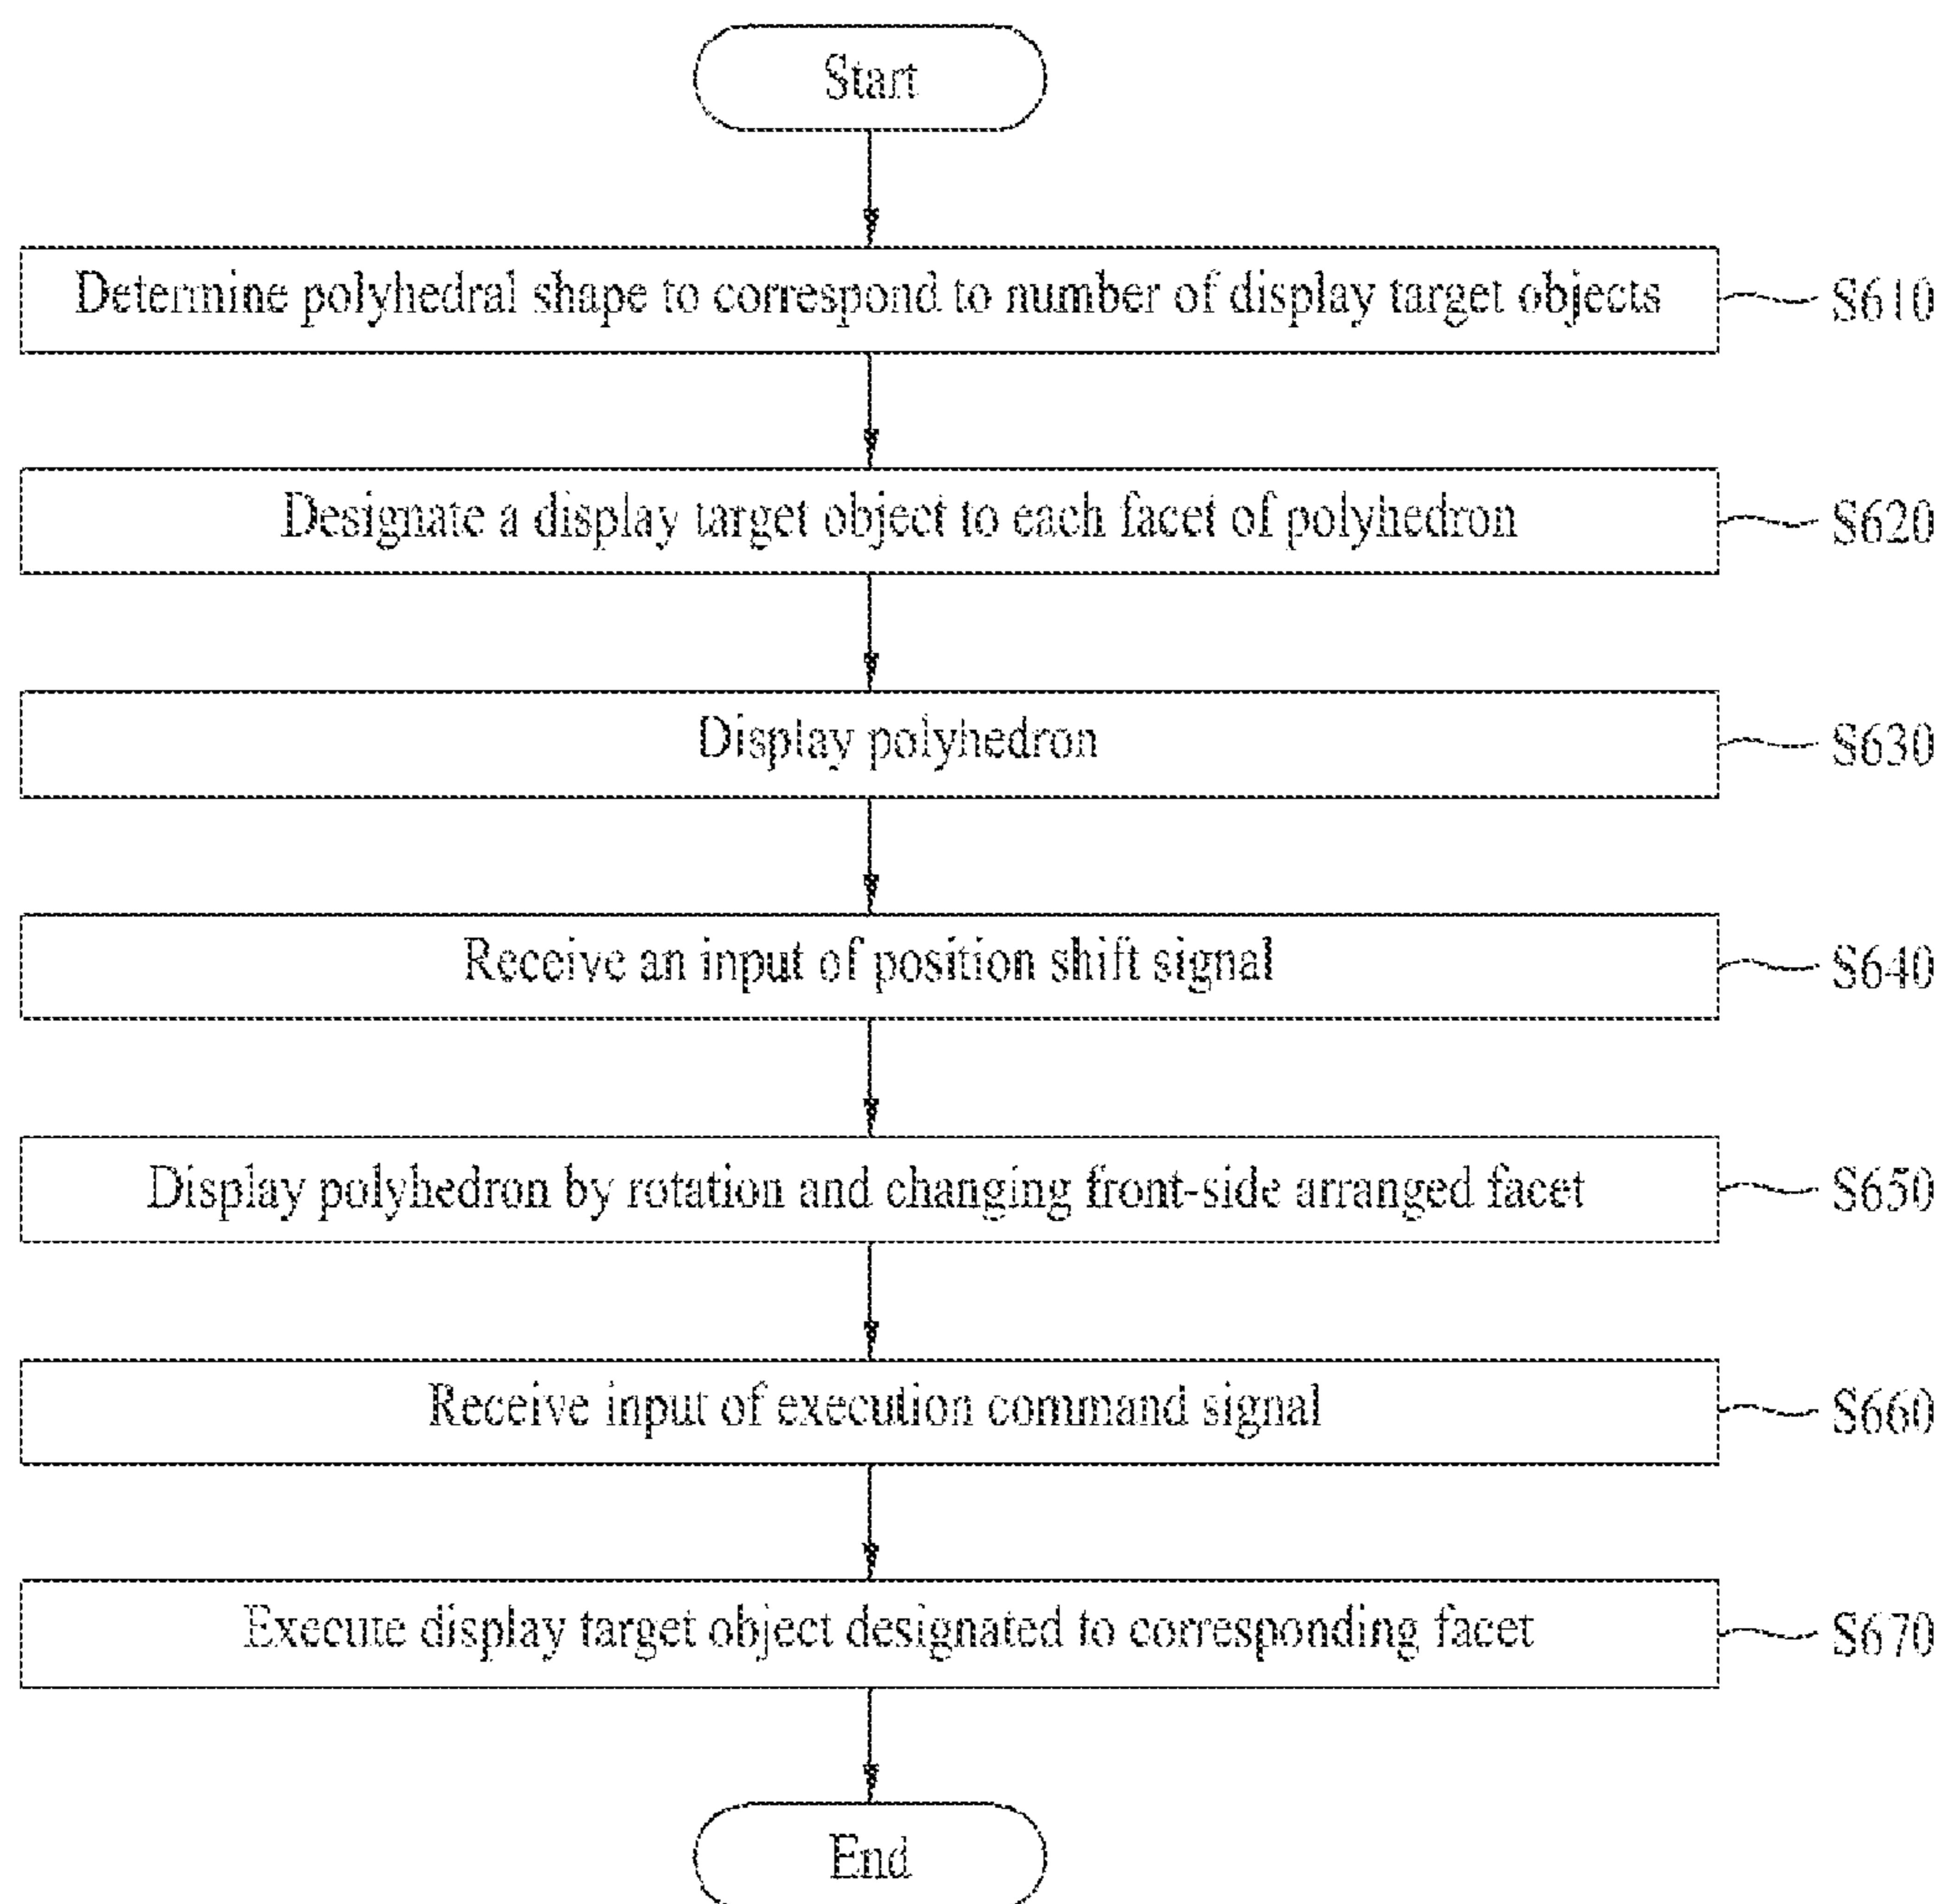 Start
Determine polyhedral shape to correspond to number of display target objects
S610
Designate a display target object to each facet of polyhedron
S620
Display polyhedron
S630
Receive an input of position shift signal
S640
Display polyhedron by rotation and changing front-side arranged facet
S650
Receive input of execution command signal
S660
Execute display target object designated to corresponding facet
S670
End